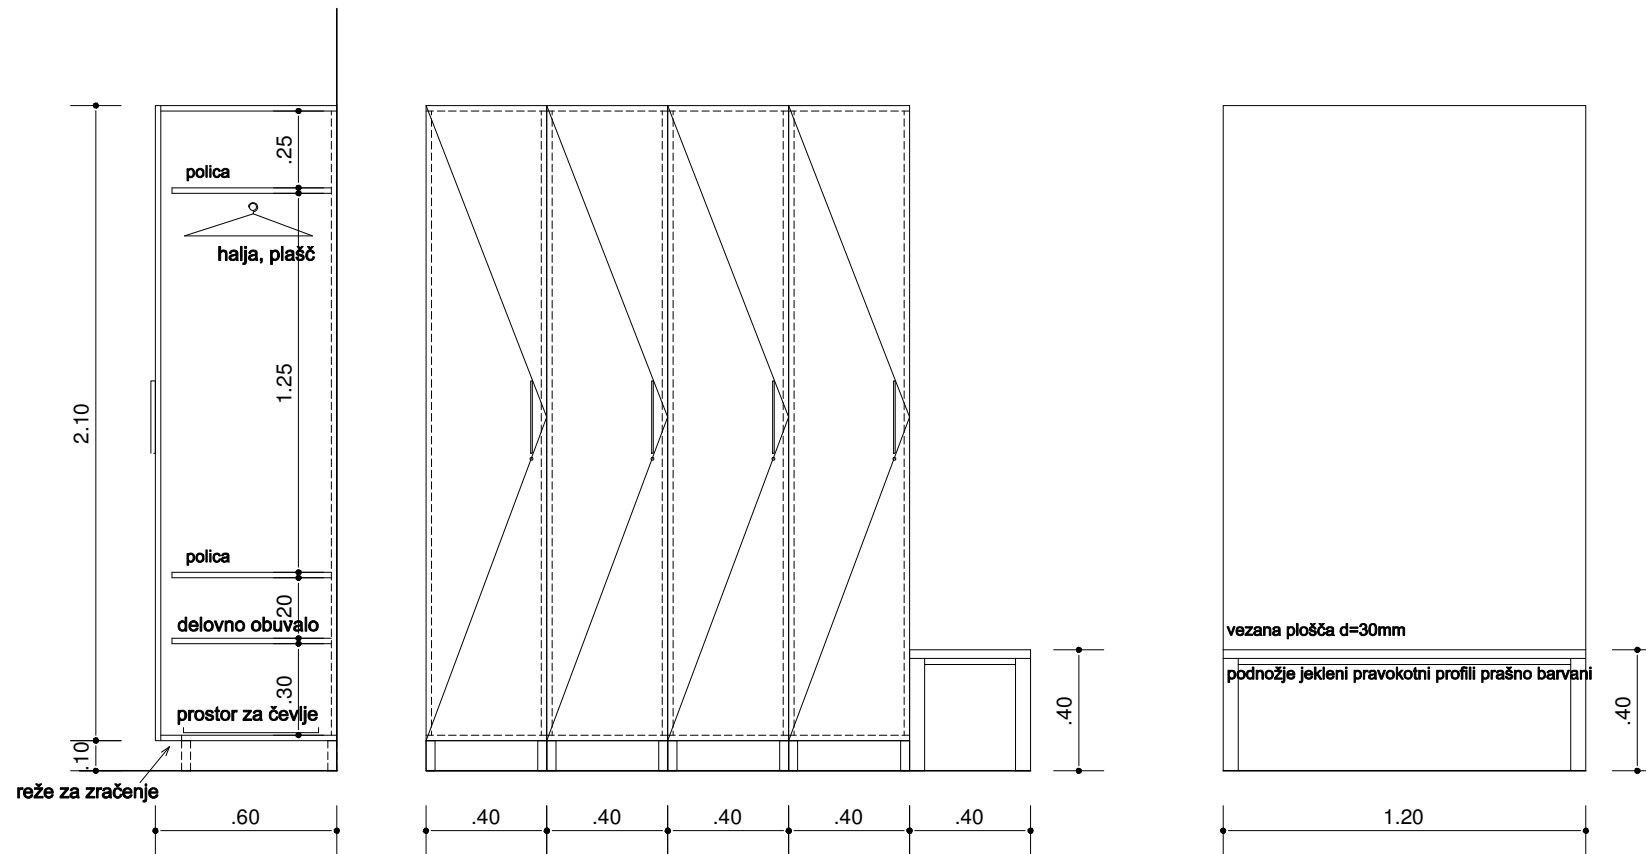 .25
polica
halja, plašč
1.25
2.10
polica
.20
delovno obuvalo
.30
prostor za čevlje
.10
reže za zračenje
.60
.40
.40
.40
.40
.40
.40
vezana plošča d=30mm
podnožje jekleni pravokotni profili prašno barvani
.40
1.20